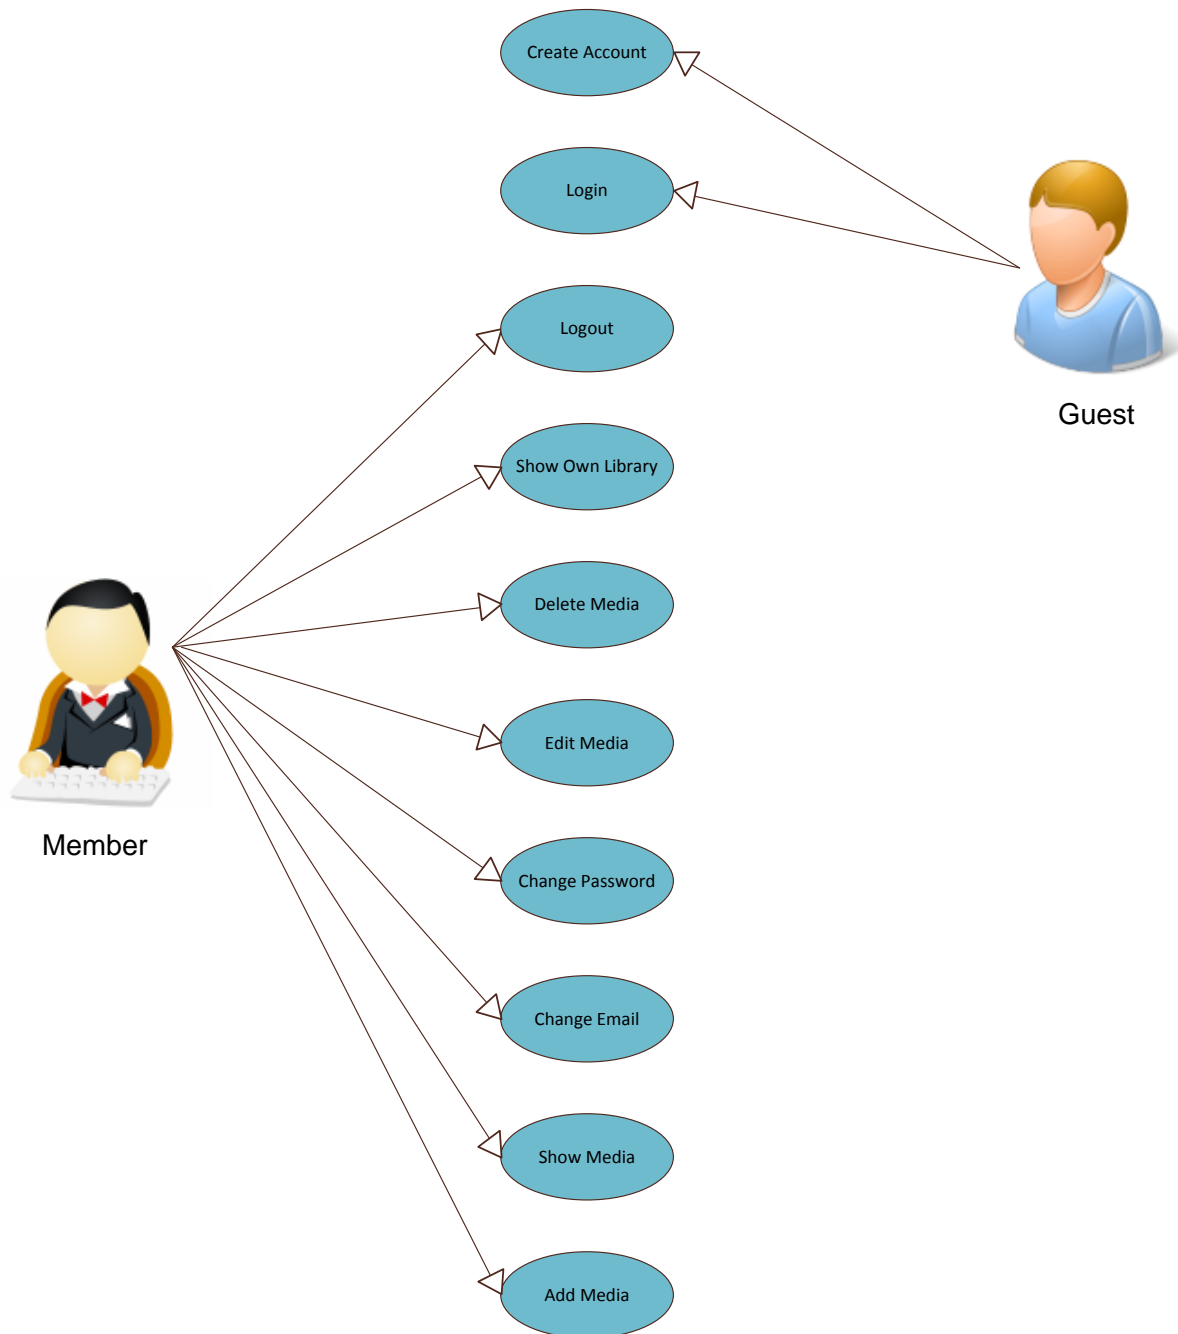 Create Account
Login
Logout
Guest
Show Own Library
Delete Media
Edit Media
Member
Change Password
Change Email
Show Media
Add Media